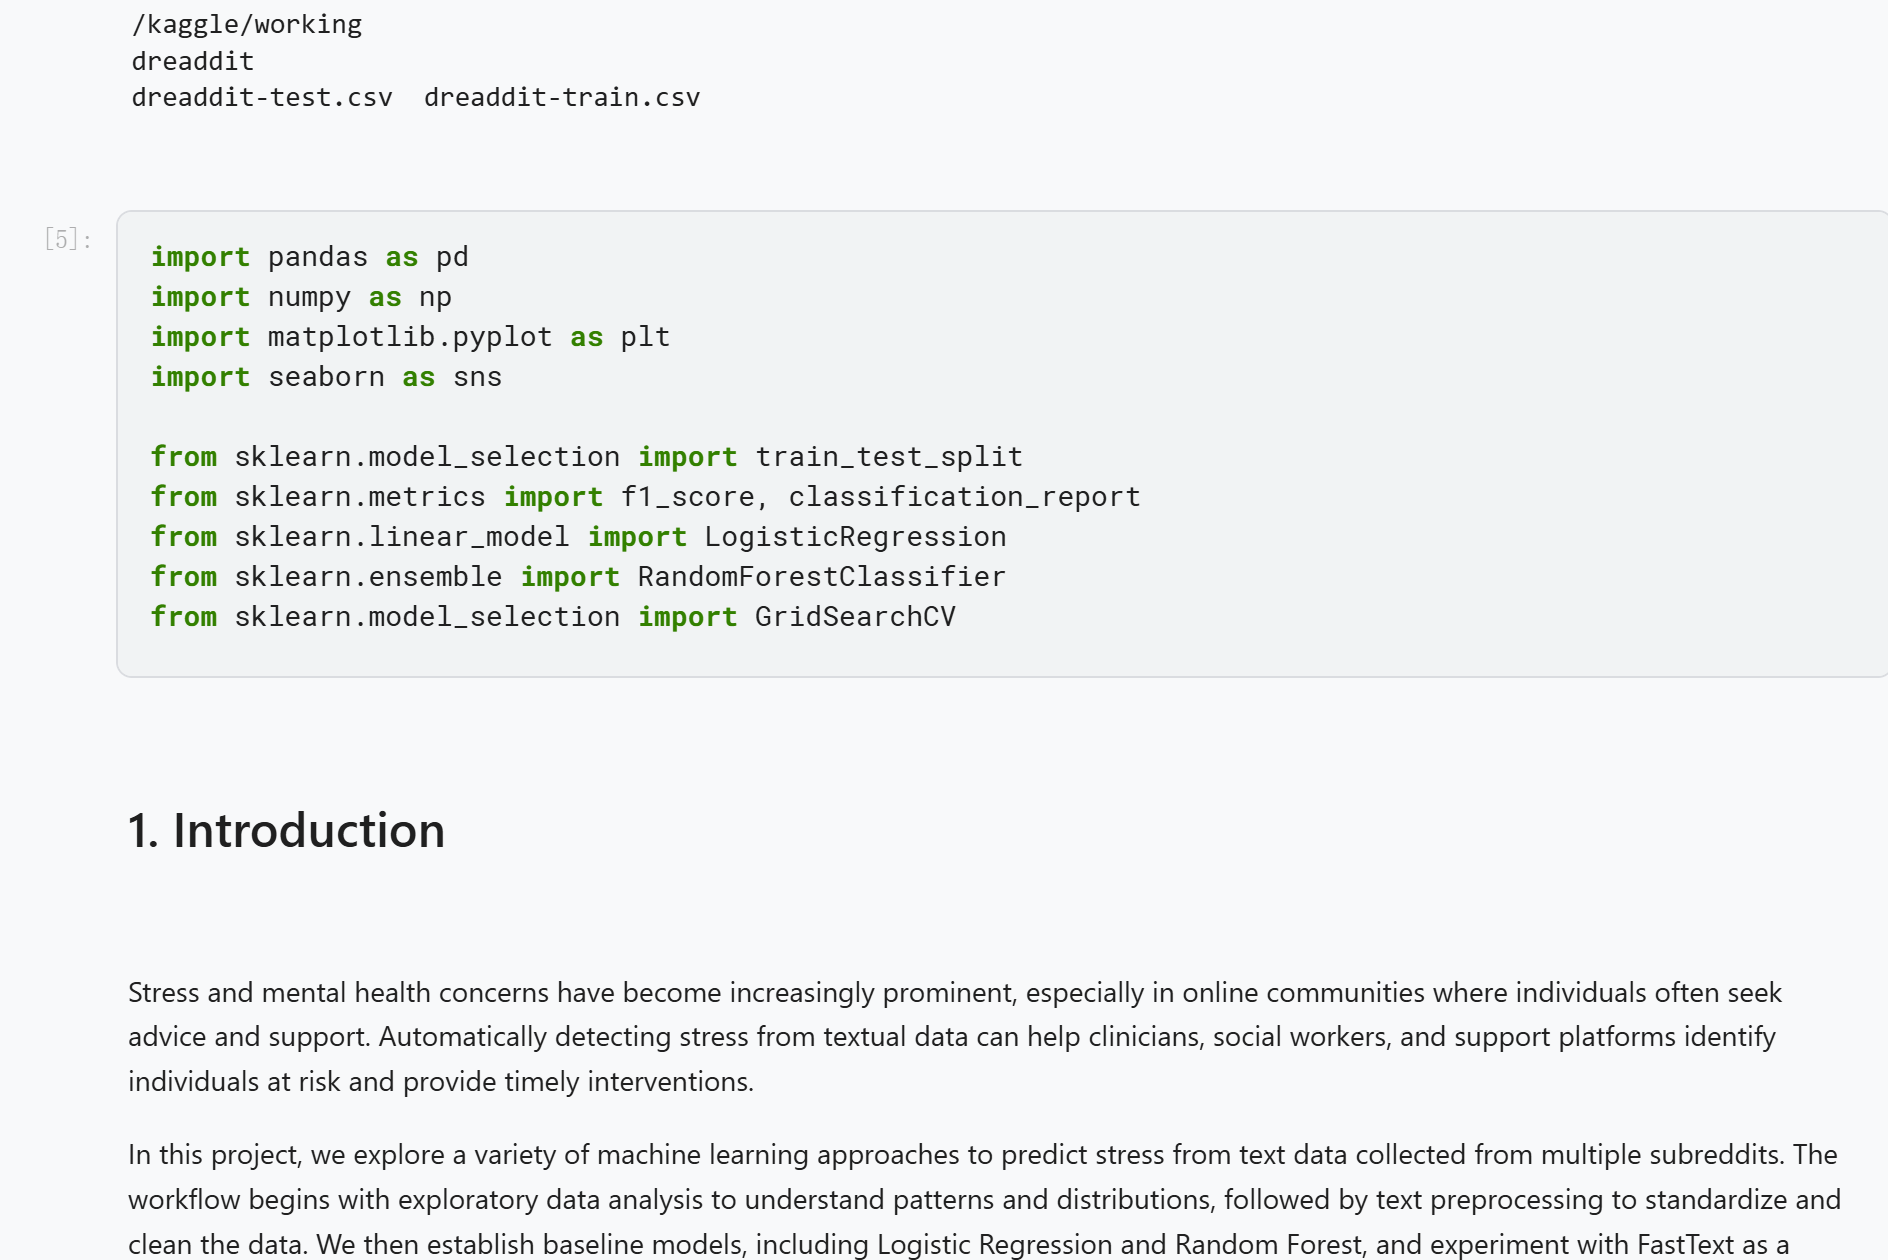 /kaggle/working
dreaddit
dreaddit-test.csv  dreaddit-train.csv
[5]:
import pandas as pd
import numpy as np
import matplotlib.pyplot as plt
import seaborn as sns
from sklearn.model_selection import train_test_split
from sklearn.metrics import f1_score, classification_report
from sklearn.linear_model import LogisticRegression
from sklearn.ensemble import RandomForestClassifier
from sklearn.model_selection import GridSearchCV
1. Introduction
Stress and mental health concerns have become increasingly prominent, especially in online communities where individuals often seek
advice and support. Automatically detecting stress from textual data can help clinicians, social workers, and support platforms identify
individuals at risk and provide timely interventions.
In this project, we explore a variety of machine learning approaches to predict stress from text data collected from multiple subreddits. The
workflow begins with exploratory data analysis to understand patterns and distributions, followed by text preprocessing to standardize and
clean the data. We then establish baseline models, including Logistic Regression and Random Forest, and experiment with FastText as a